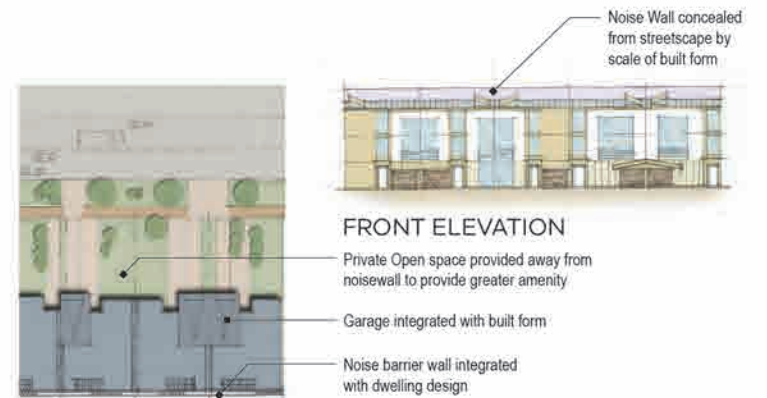 Noise Wall concealed
from streetscape by
scale of built form
FRONT ELEVATION
Private Open space provided away from
noisewall to provide greater amenity
Garage integrated with built form
Noise barrier wall integrated
with dwelling design